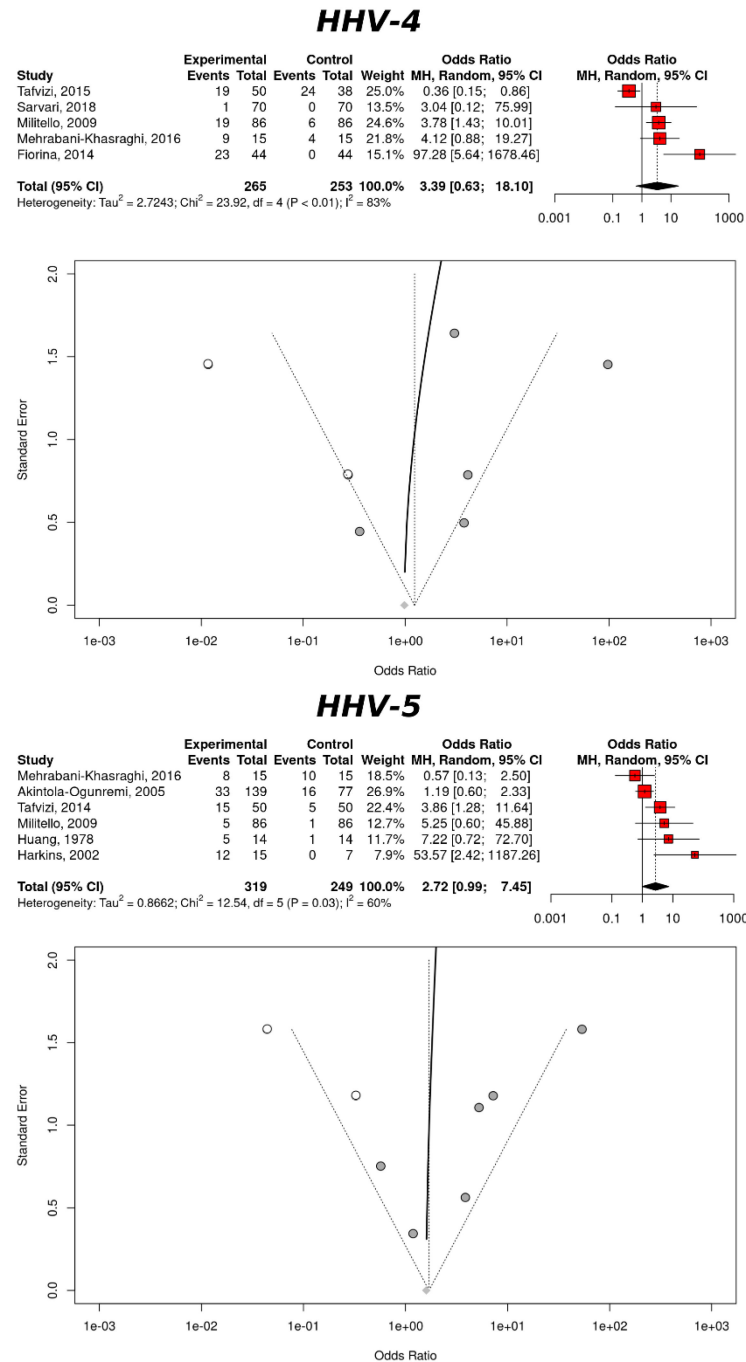 HHV-4
Experimental Control Odds Ratio Odds Ratio
Study Events Total Events Total Weight MH, Random, 95% CI MH, Random, 95% CI
Tafvizi, 2015 19 50 24 38 25.0% 0.36 [0.15; 0.86]
Sarvari, 2018 1 70 0 70 13.5% 3.04 [0.12; 75.99]
Militello, 2009 19 86 6 86 24.6% 3.78 [1.43; 10.01]
Mehrabani-Khasraghi, 2016 9 15 4 15 21.8% 4.12 [0.88; 19.27]
Fiorina, 2014 23 44 0 44 15.1% 97.28 [5.64; 1678.46]
Total (95% CI) 265 253 100.0% 3.39 [0.63; 18.10]
Heterogeneity: Tau² = 2.7243; Chi² = 23.92, df = 4 (P < 0.01); I² = 83%
0.001 0.1 1 10 1000
2.0
1.5
1.0
0.5
0.0
Standard Error
1e-03 1e-02 1e-01 1e+00 1e+01 1e+02 1e+03
Odds Ratio
HHV-5
Experimental Control Odds Ratio Odds Ratio
Study Events Total Events Total Weight MH, Random, 95% CI MH, Random, 95% CI
Mehrabani-Khasraghi, 2016 8 15 10 15 18.5% 0.57 [0.13; 2.50]
Akintola-Ogunremi, 2005 33 139 16 77 26.9% 1.19 [0.60; 2.33]
Tafvizi, 2014 15 50 5 50 22.4% 3.86 [1.28; 11.64]
Militello, 2009 5 86 1 86 12.7% 5.25 [0.60; 45.88]
Huang, 1978 5 14 1 14 11.7% 7.22 [0.72; 72.70]
Harkins, 2002 12 15 0 7 7.9% 53.57 [2.42; 1187.26]
Total (95% CI) 319 249 100.0% 2.72 [0.99; 7.45]
Heterogeneity: Tau² = 0.8662; Chi² = 12.54, df = 5 (P = 0.03); I² = 60%
0.001 0.1 1 10 1000
2.0
1.5
1.0
0.5
0.0
Standard Error
1e-03 1e-02 1e-01 1e+00 1e+01 1e+02 1e+03
Odds Ratio